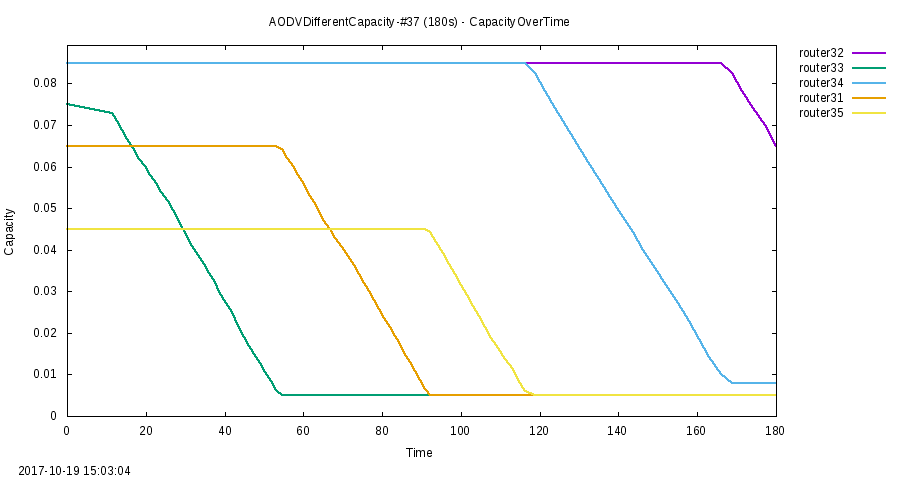 AODVDifferentCapacity-#37 (180s) - CapacityOverTime
router32
router33
router34
router31
router35
0.08
0.07
0.06
0.05
0.04
0.03
0.02
0.01
0
Capacity
0 20 40 60 80 100 120 140 160 180
Time
2017-10-19 15:03:04